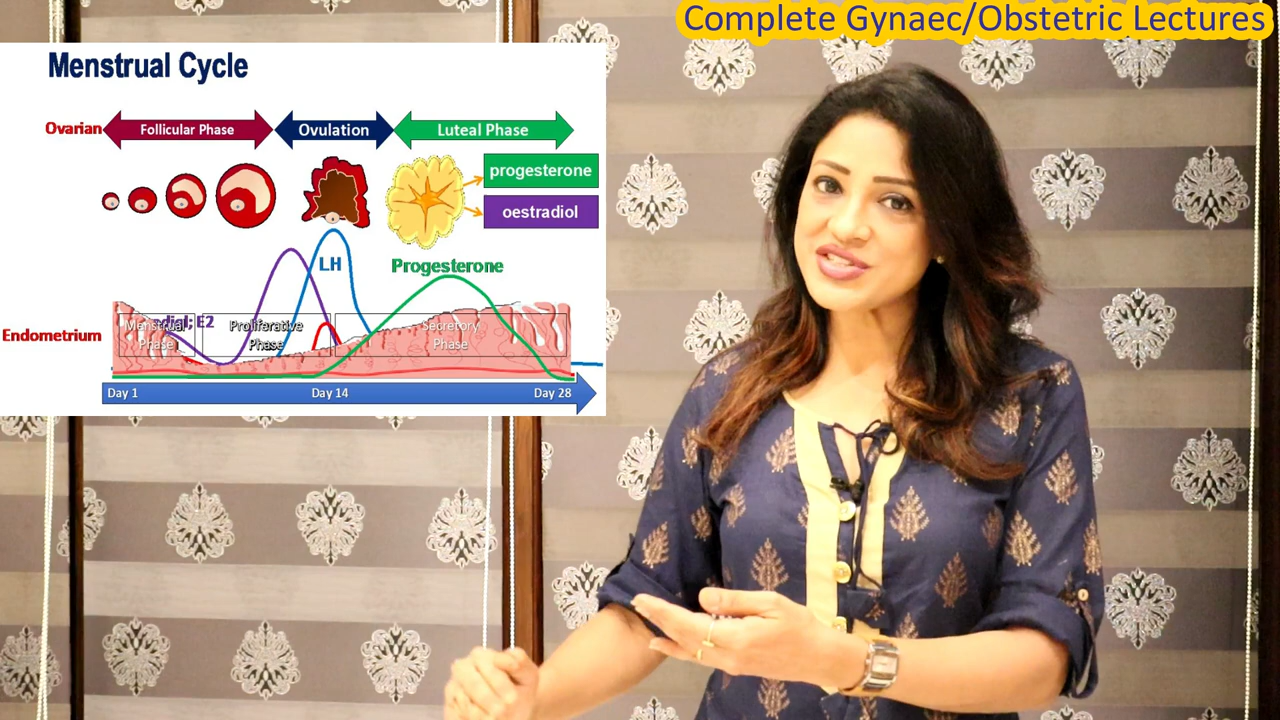 Complete Gynaec/Obstetric Lectures
Menstrual Cycle
Ovarian
Follicular Phase
Ovulation
Luteal Phase
progesterone
oestradiol
LH
Progesterone
E2
Endometrium
Menstrual
Phase
Proliferative
Phase
Secretory
Phase
Day 1
Day 14
Day 28